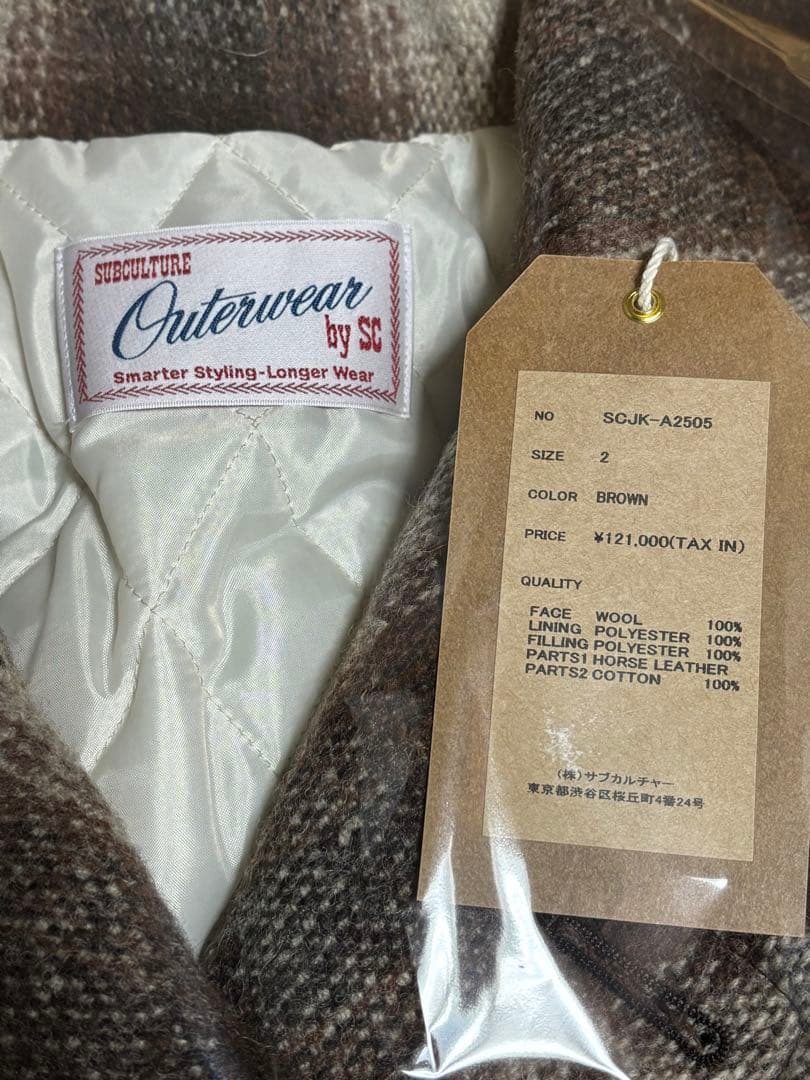 SUBCULTURE
Outerwear
by SC
Smarter Styling-Longer Wear
NO SCJK-A2505
SIZE 2
COLOR BROWN
PRICE ¥121,000(TAX IN)
QUALITY
FACE WOOL 100%
LINING POLYESTER 100%
FILLING POLYESTER 100%
PARTS1 HORSE LEATHER
PARTS2 COTTON 100%
(株)サブカルチャー
東京都渋谷区桜丘町4番24号